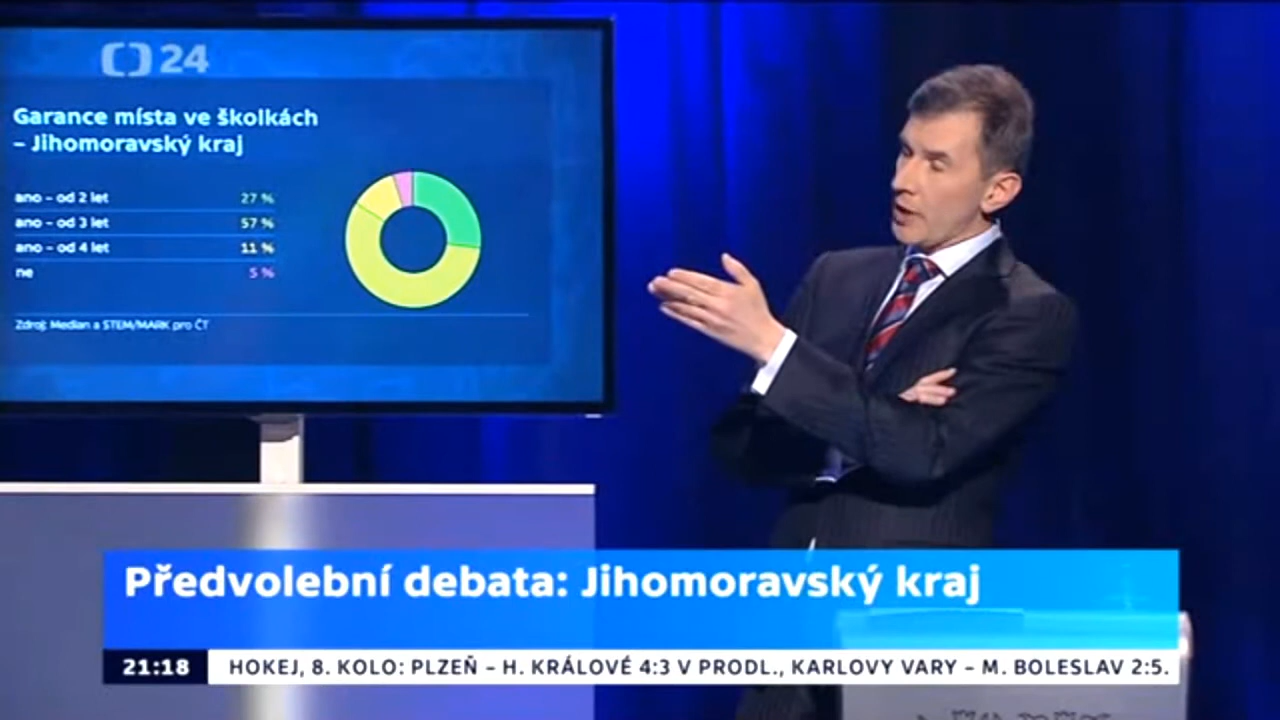 24
Garance místa ve školkách
– Jihomoravský kraj
ano – od 2 let 27 %
ano – od 3 let 57 %
ano – od 4 let 11 %
ne 5 %
Zdroj: Median a STEM/MARK pro ČT
Předvolební debata: Jihomoravský kraj
21:18 HOKEJ, 8. KOLO: PLZEŇ – H. KRÁLOVÉ 4:3 V PRODL., KARLOVY VARY – M. BOLESLAV 2:5.